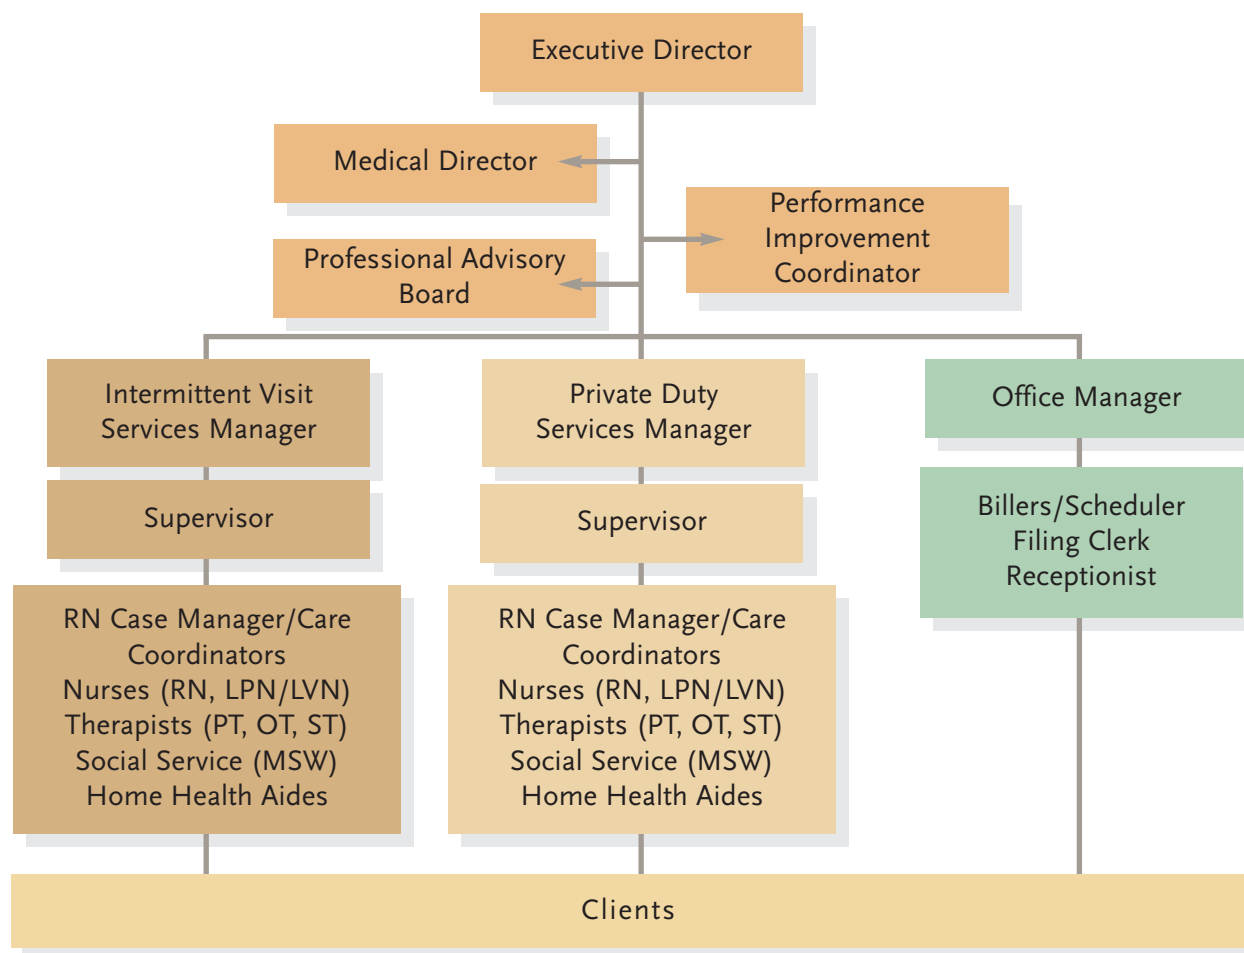 Executive Director
Medical Director
Performance
Improvement
Coordinator
Professional Advisory
Board
Intermittent Visit
Services Manager
Private Duty
Services Manager
Office Manager
Supervisor
Supervisor
Billers/Scheduler
Filing Clerk
Receptionist
RN Case Manager/Care
Coordinators
Nurses (RN, LPN/LVN)
Therapists (PT, OT, ST)
Social Service (MSW)
Home Health Aides
RN Case Manager/Care
Coordinators
Nurses (RN, LPN/LVN)
Therapists (PT, OT, ST)
Social Service (MSW)
Home Health Aides
Clients